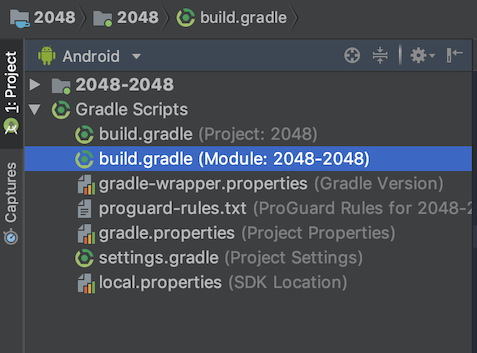 2048 2048 build.gradle
1: Project
Captures
Android
2048-2048
Gradle Scripts
build.gradle (Project: 2048)
build.gradle (Module: 2048-2048)
gradle-wrapper.properties (Gradle Version)
proguard-rules.txt (ProGuard Rules for 2048-2
gradle.properties (Project Properties)
settings.gradle (Project Settings)
local.properties (SDK Location)